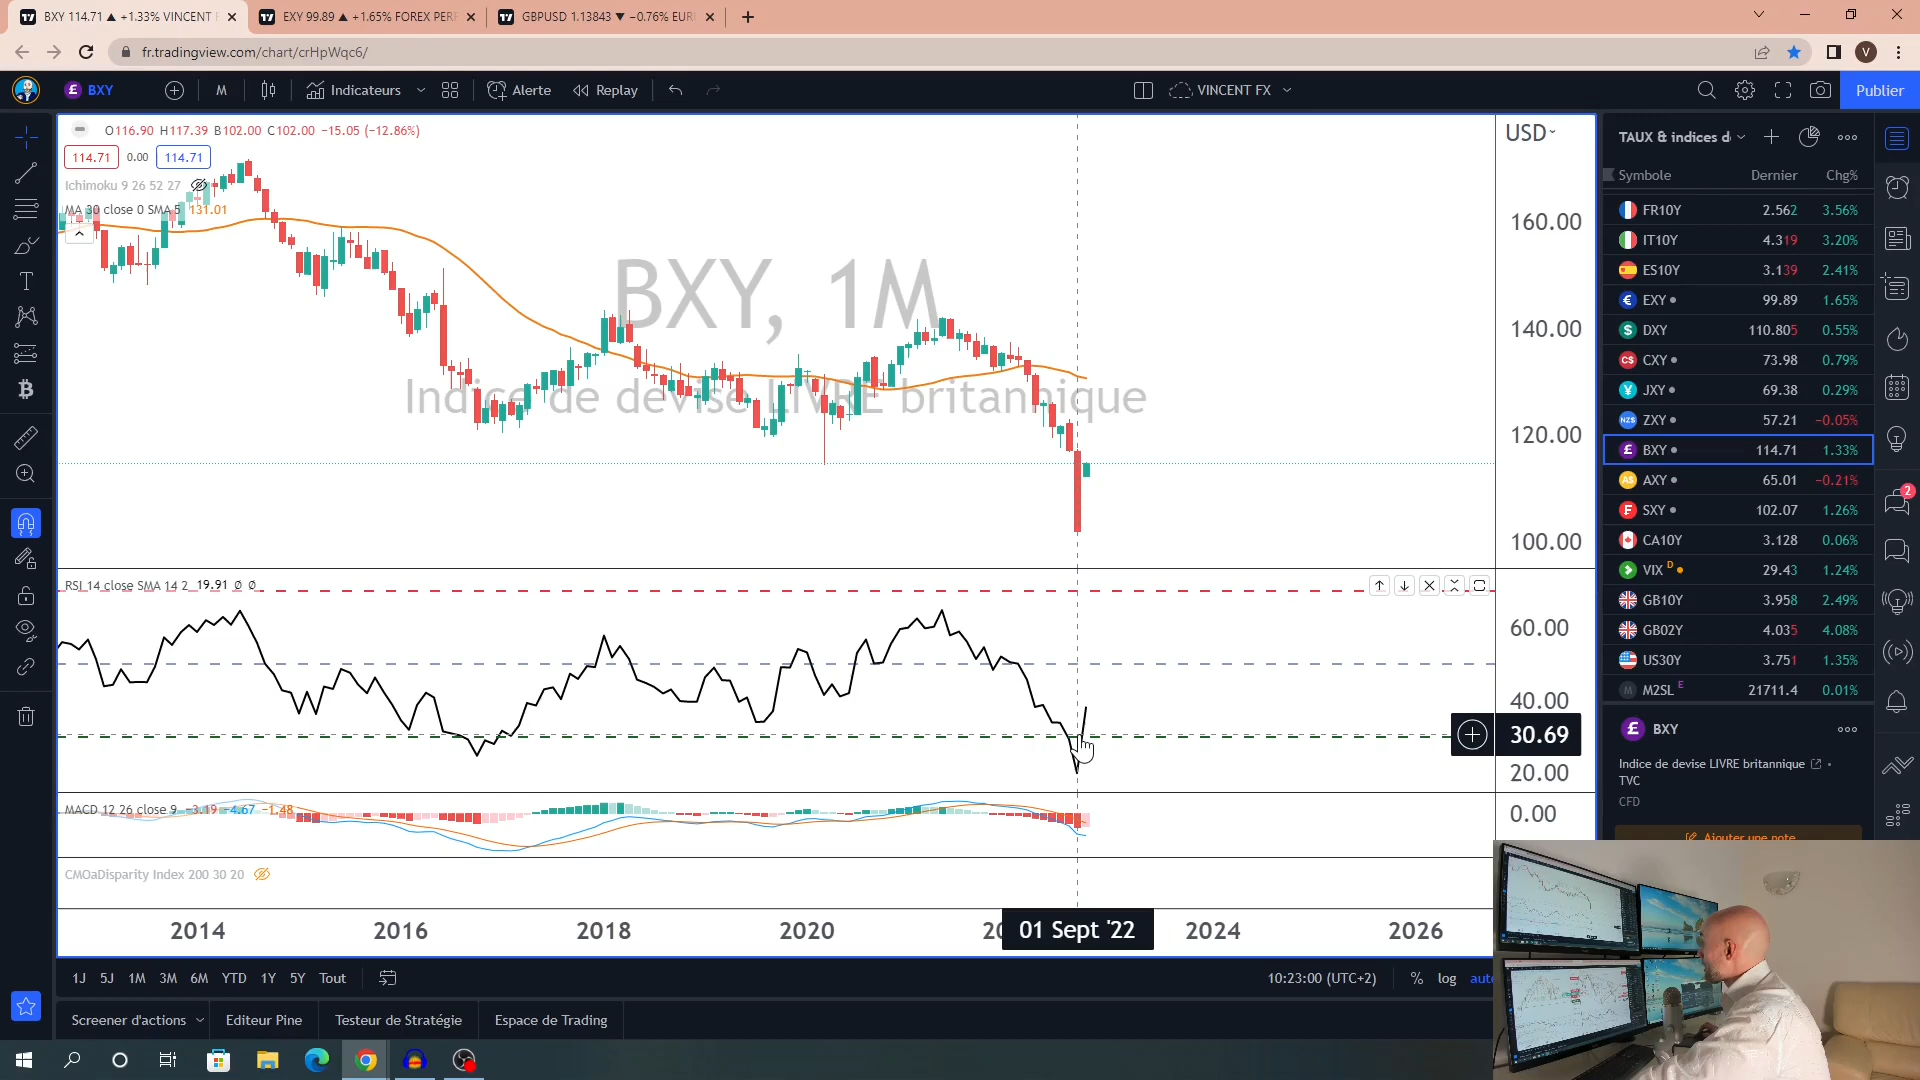 BXY 114.71 ▲ +1.33% VINCENT F
EXY 99.89 ▲ +1.65% FOREX PER
GBPUSD 1.13843 ▼ −0.76% EURI
fr.tradingview.com/chart/crHpWqc6/
V
£ BXY
M
Indicateurs
Alerte
Replay
VINCENT FX
Publier
O116.90 H117.39 B102.00 C102.00 −15.05 (−12.86%)
114.71 0.00 114.71
Ichimoku 9 26 52 27
MA 30 close 0 SMA 5 131.01
BXY, 1M
Indice de devise LIVRE britannique
USD
160.00
140.00
120.00
100.00
RSI 14 close SMA 14 2 19.91 Ø Ø
60.00
40.00
30.69
20.00
MACD 12 26 close 9 −3.19 −4.67 −1.48
0.00
CMOaDisparity Index 200 30 20
2014 2016 2018 2020 01 Sept '22 2024 2026
1J 5J 1M 3M 6M YTD 1Y 5Y Tout
10:23:00 (UTC+2) % log auto
Screener d'actions Editeur Pine Testeur de Stratégie Espace de Trading
TAUX & indices d
Symbole Dernier Chg%
FR10Y 2.562 3.56%
IT10Y 4.319 3.20%
ES10Y 3.139 2.41%
EXY 99.89 1.65%
DXY 110.805 0.55%
CXY 73.98 0.79%
JXY 69.38 0.29%
ZXY 57.21 −0.05%
BXY 114.71 1.33%
AXY 65.01 −0.21%
SXY 102.07 1.26%
CA10Y 3.128 0.06%
VIX D 29.43 1.24%
GB10Y 3.958 2.49%
GB02Y 4.035 4.08%
US30Y 3.751 1.35%
M2SL E 21711.4 0.01%
2
£ BXY
Indice de devise LIVRE britannique
TVC
CFD
Ajouter une note